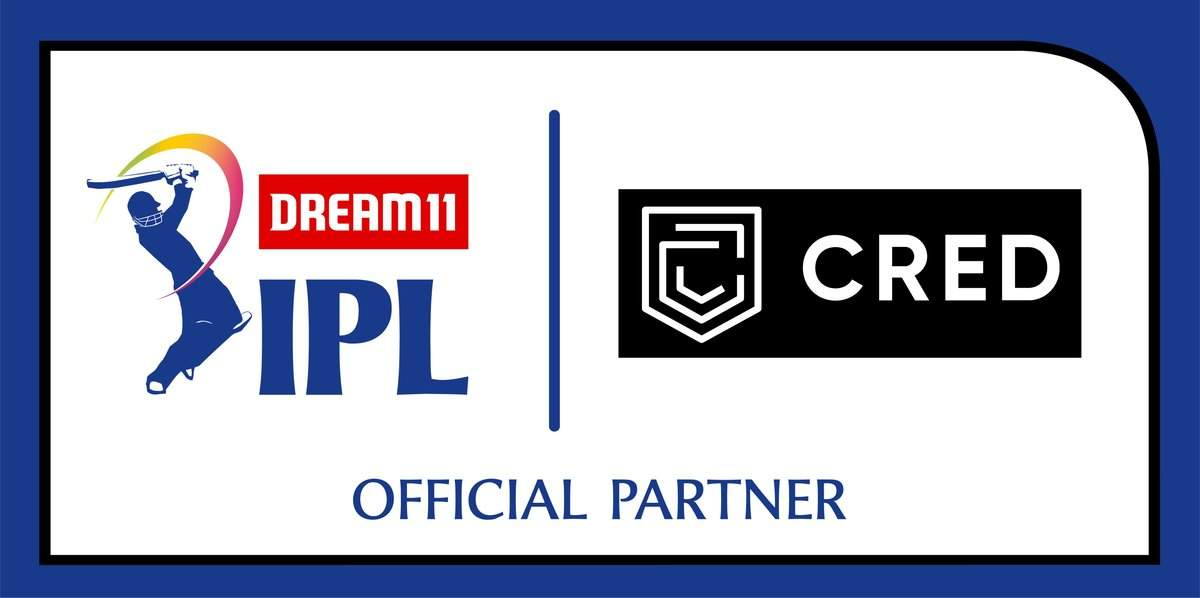 DREAM11
IPL
CRED
OFFICIAL PARTNER